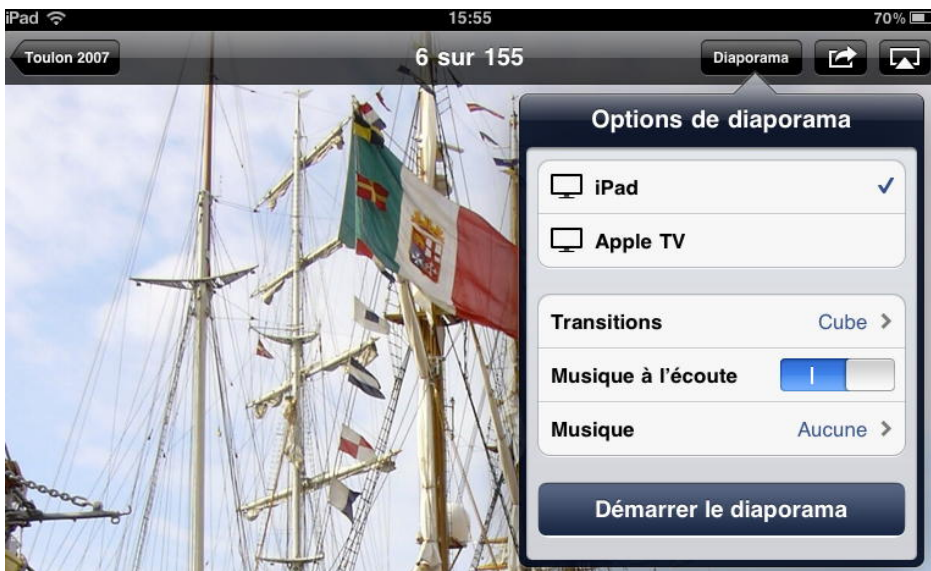 iPad 15:55 70%
Toulon 2007 6 sur 155 Diaporama
Options de diaporama
iPad
Apple TV
Transitions Cube
Musique à l'écoute
Musique Aucune
Démarrer le diaporama